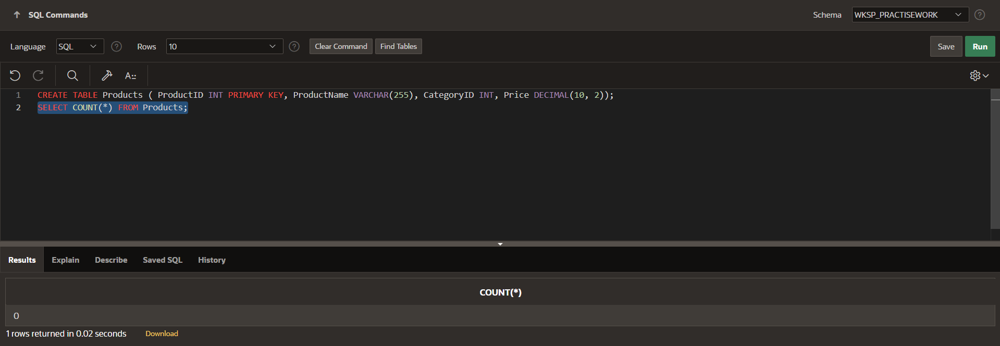 SQL Commands
Schema WKSP_PRACTISEWORK ?
Language SQL ? Rows 10 ? Clear Command Find Tables Save Run
A::
1 CREATE TABLE Products ( ProductID INT PRIMARY KEY, ProductName VARCHAR(255), CategoryID INT, Price DECIMAL(10, 2));
2 SELECT COUNT(*) FROM Products;
Results Explain Describe Saved SQL History
COUNT(*)
0
1 rows returned in 0.02 seconds Download